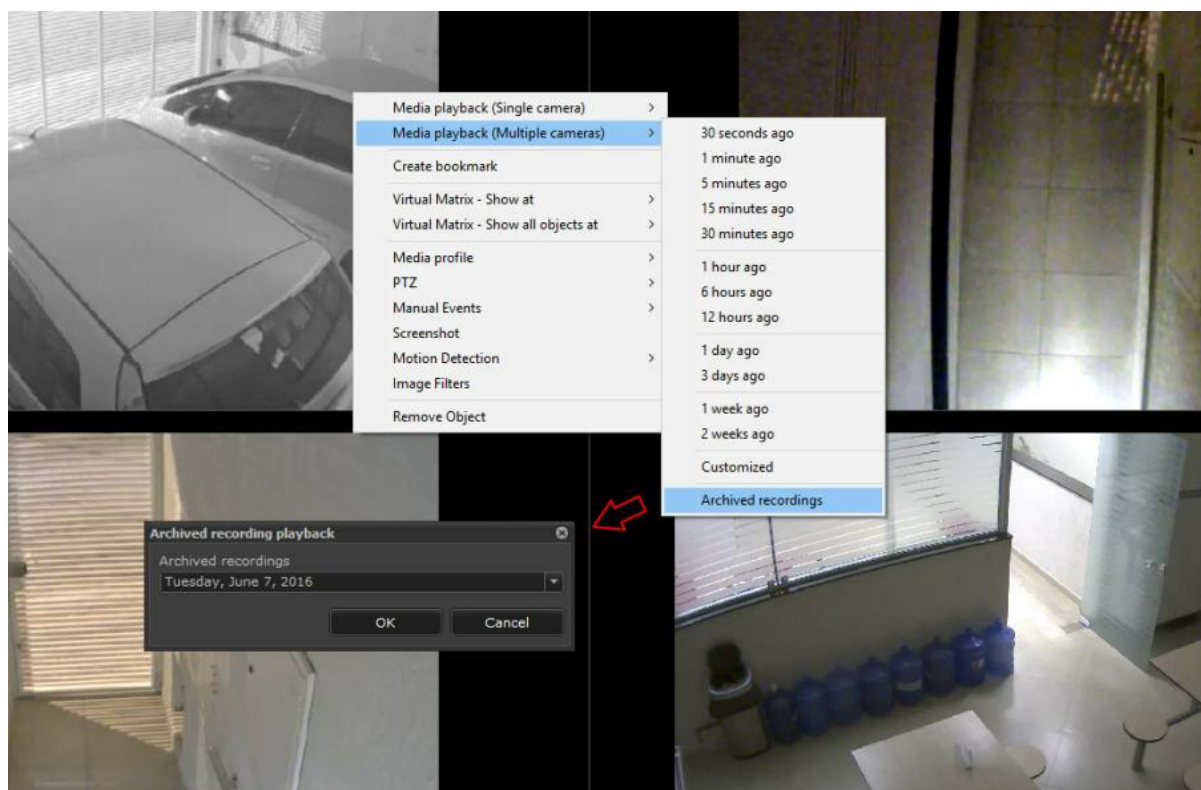 Media playback (Single camera)
Media playback (Multiple cameras)
Create bookmark
Virtual Matrix - Show at
Virtual Matrix - Show all objects at
Media profile
PTZ
Manual Events
Screenshot
Motion Detection
Image Filters
Remove Object
30 seconds ago
1 minute ago
5 minutes ago
15 minutes ago
30 minutes ago
1 hour ago
6 hours ago
12 hours ago
1 day ago
3 days ago
1 week ago
2 weeks ago
Customized
Archived recordings
Archived recording playback
Archived recordings
Tuesday, June 7, 2016
OK Cancel